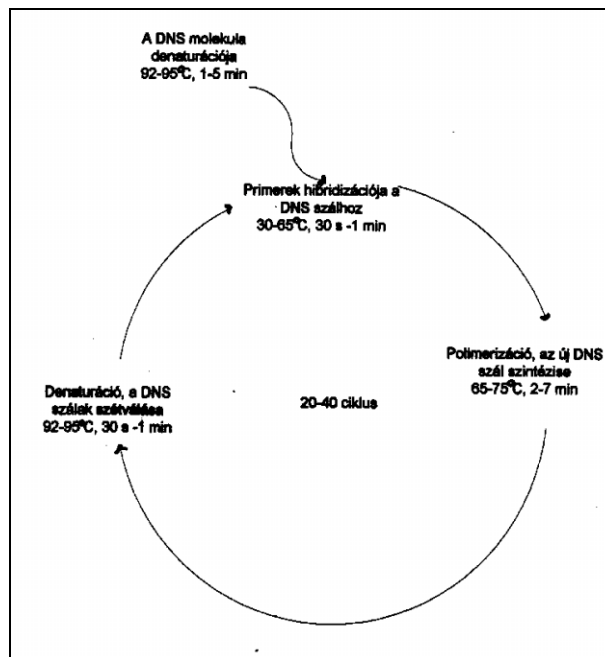 A DNS molekula
denaturációja
92-95°C, 1-5 min
Primerek hibridizációja a
DNS szálhoz
30-65°C, 30 s -1 min
Polimerizáció, az új DNS
szál szintézise
65-75°C, 2-7 min
Denaturáció, a DNS
szálak szétválása
92-95°C, 30 s -1 min
20-40 ciklus